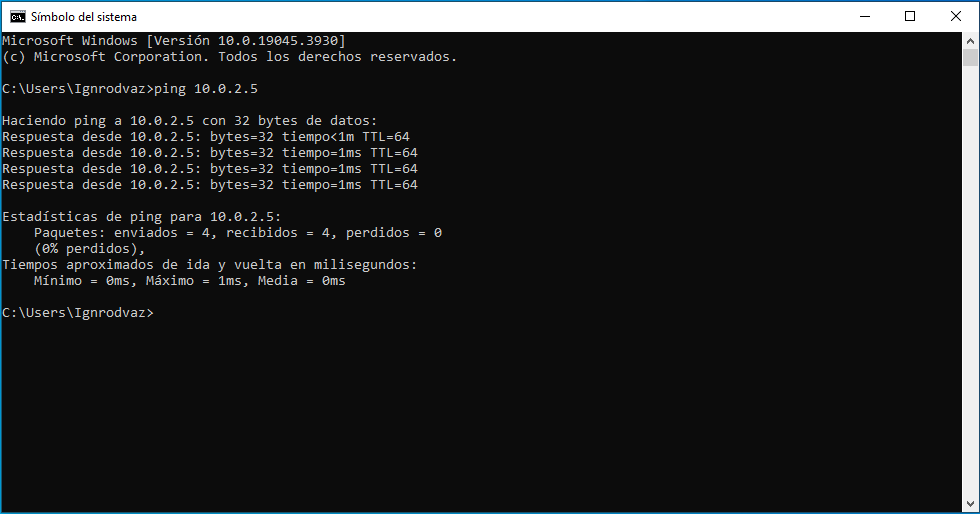 Símbolo del sistema
Microsoft Windows [Versión 10.0.19045.3930]
(c) Microsoft Corporation. Todos los derechos reservados.
C:\Users\Ignrodvaz>ping 10.0.2.5
Haciendo ping a 10.0.2.5 con 32 bytes de datos:
Respuesta desde 10.0.2.5: bytes=32 tiempo<1m TTL=64
Respuesta desde 10.0.2.5: bytes=32 tiempo=1ms TTL=64
Respuesta desde 10.0.2.5: bytes=32 tiempo=1ms TTL=64
Respuesta desde 10.0.2.5: bytes=32 tiempo=1ms TTL=64
Estadísticas de ping para 10.0.2.5:
    Paquetes: enviados = 4, recibidos = 4, perdidos = 0
    (0% perdidos),
Tiempos aproximados de ida y vuelta en milisegundos:
    Mínimo = 0ms, Máximo = 1ms, Media = 0ms
C:\Users\Ignrodvaz>